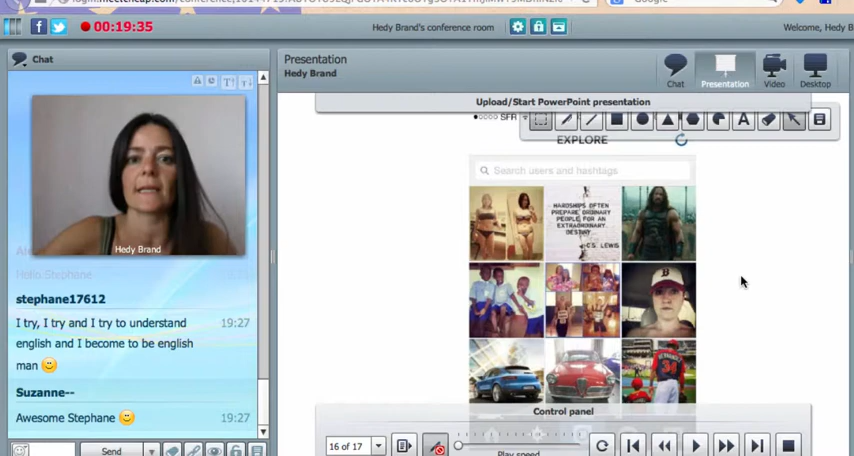 Google
00:19:35
Hedy Brand's conference room
Welcome, Hedy B
Chat
Presentation
Hedy Brand
Chat
Presentation
Video
Desktop
Upload/Start PowerPoint presentation
SFR
EXPLORE
Search users and hashtags
HARDSHIPS OFTEN
PREPARE ORDINARY
PEOPLE FOR AN
EXTRAORDINARY
DESTINY
C.S. LEWIS
B
34
Hedy Brand
Hello Stephane
stephane17612
I try, I try and I try to understand 19:27
english and I become to be english
man
Suzanne--
Awesome Stephane 19:27
Send
Control panel
16 of 17
Play speed